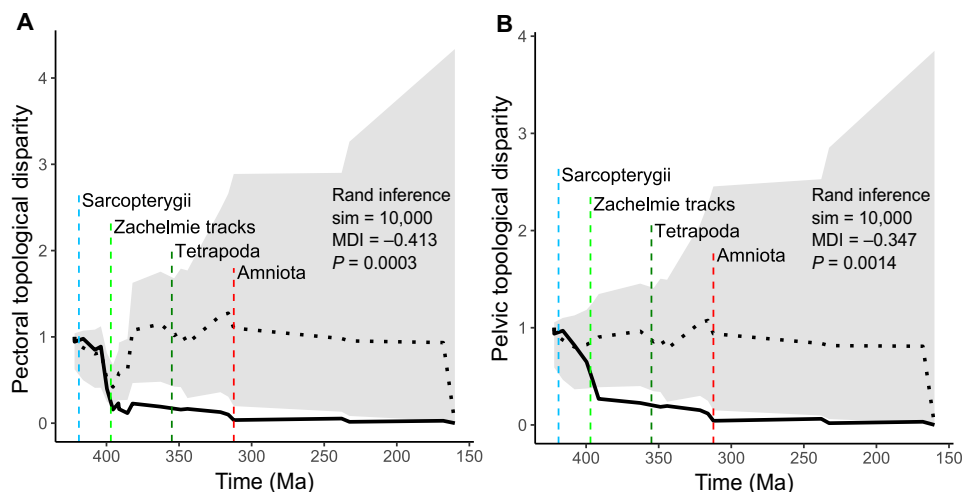 A
Pectoral topological disparity
4
3
2
1
0
Sarcopterygii
Zachelmie tracks
Tetrapoda
Amniota
Rand inference
sim = 10,000
MDI = –0.413
P = 0.0003
400
350
300
250
200
150
Time (Ma)
B
Pelvic topological disparity
4
3
2
1
0
Sarcopterygii
Zachelmie tracks
Tetrapoda
Amniota
Rand inference
sim = 10,000
MDI = –0.347
P = 0.0014
400
350
300
250
200
150
Time (Ma)